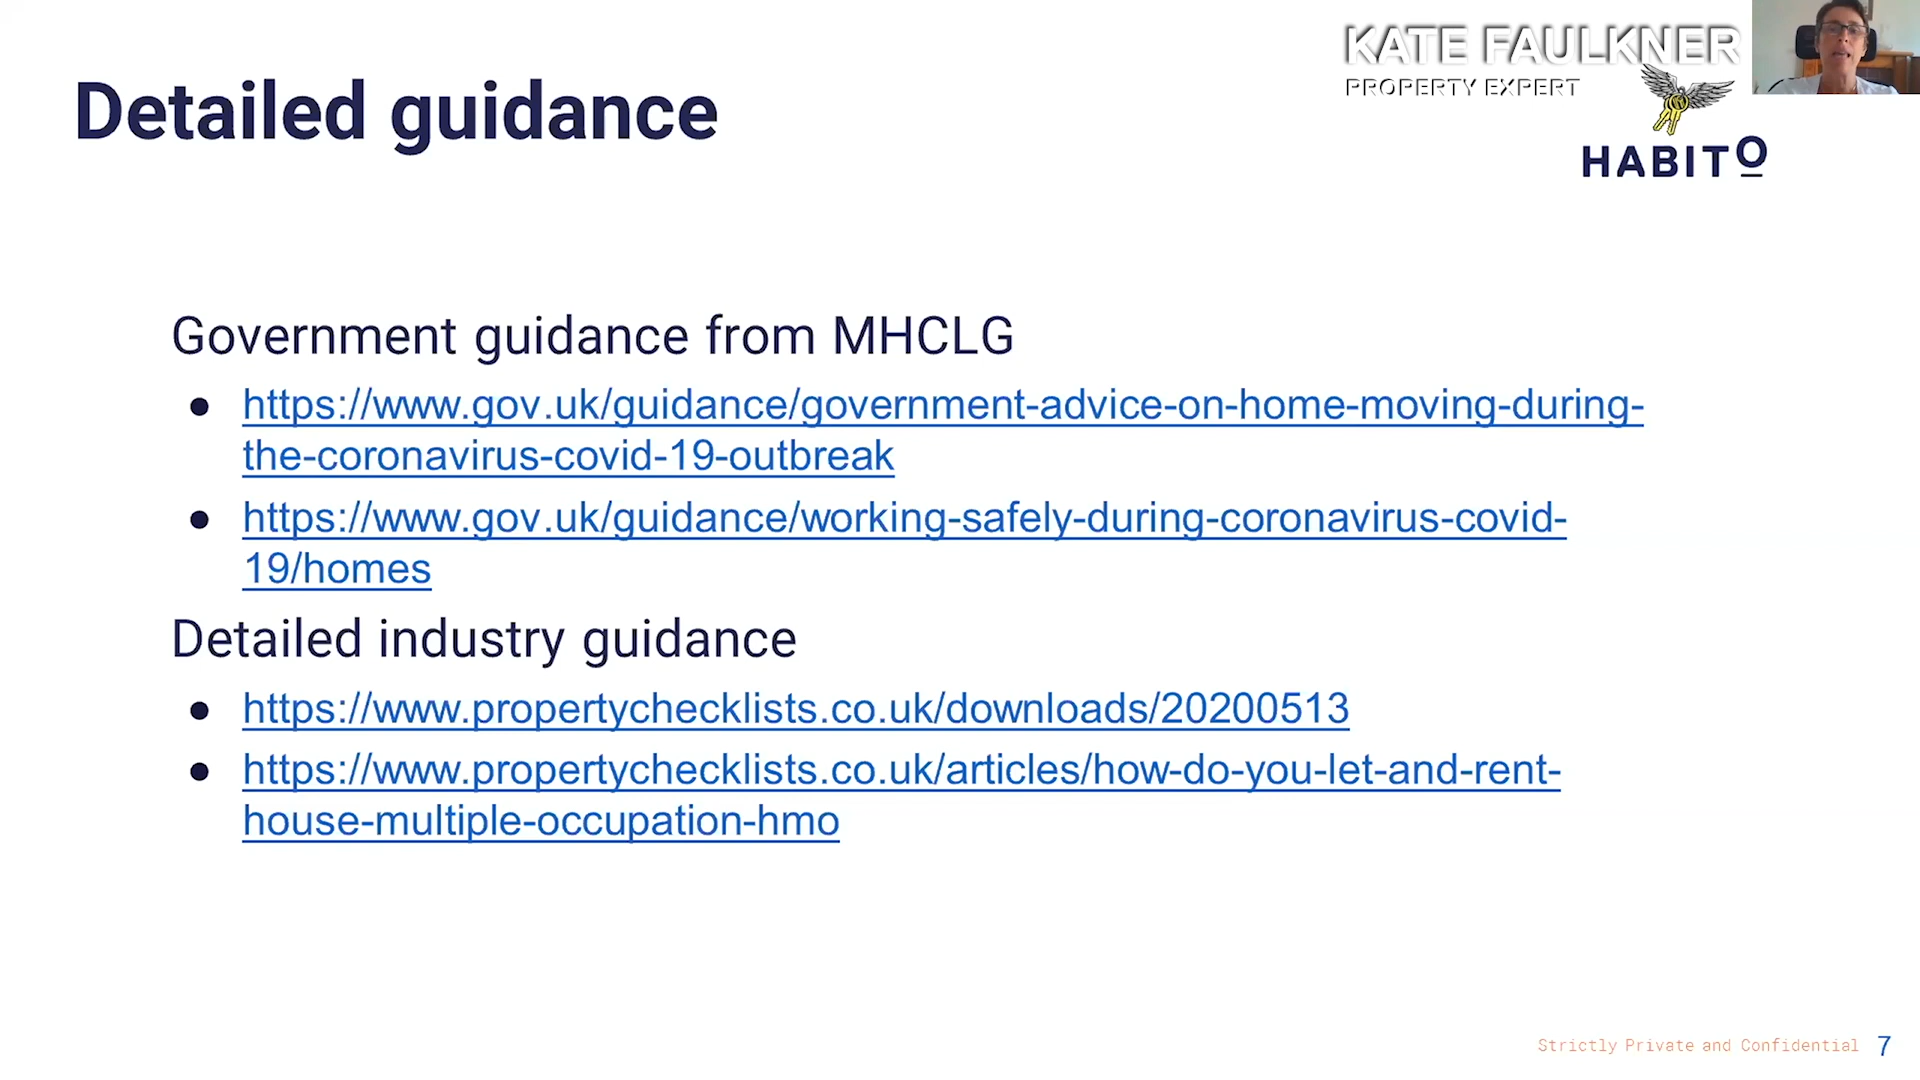 KATE FAULKNER
PROPERTY EXPERT
HABITO
Detailed guidance
Government guidance from MHCLG
● https://www.gov.uk/guidance/government-advice-on-home-moving-during-
the-coronavirus-covid-19-outbreak
● https://www.gov.uk/guidance/working-safely-during-coronavirus-covid-
19/homes
Detailed industry guidance
● https://www.propertychecklists.co.uk/downloads/20200513
● https://www.propertychecklists.co.uk/articles/how-do-you-let-and-rent-
house-multiple-occupation-hmo
Strictly Private and Confidential 7